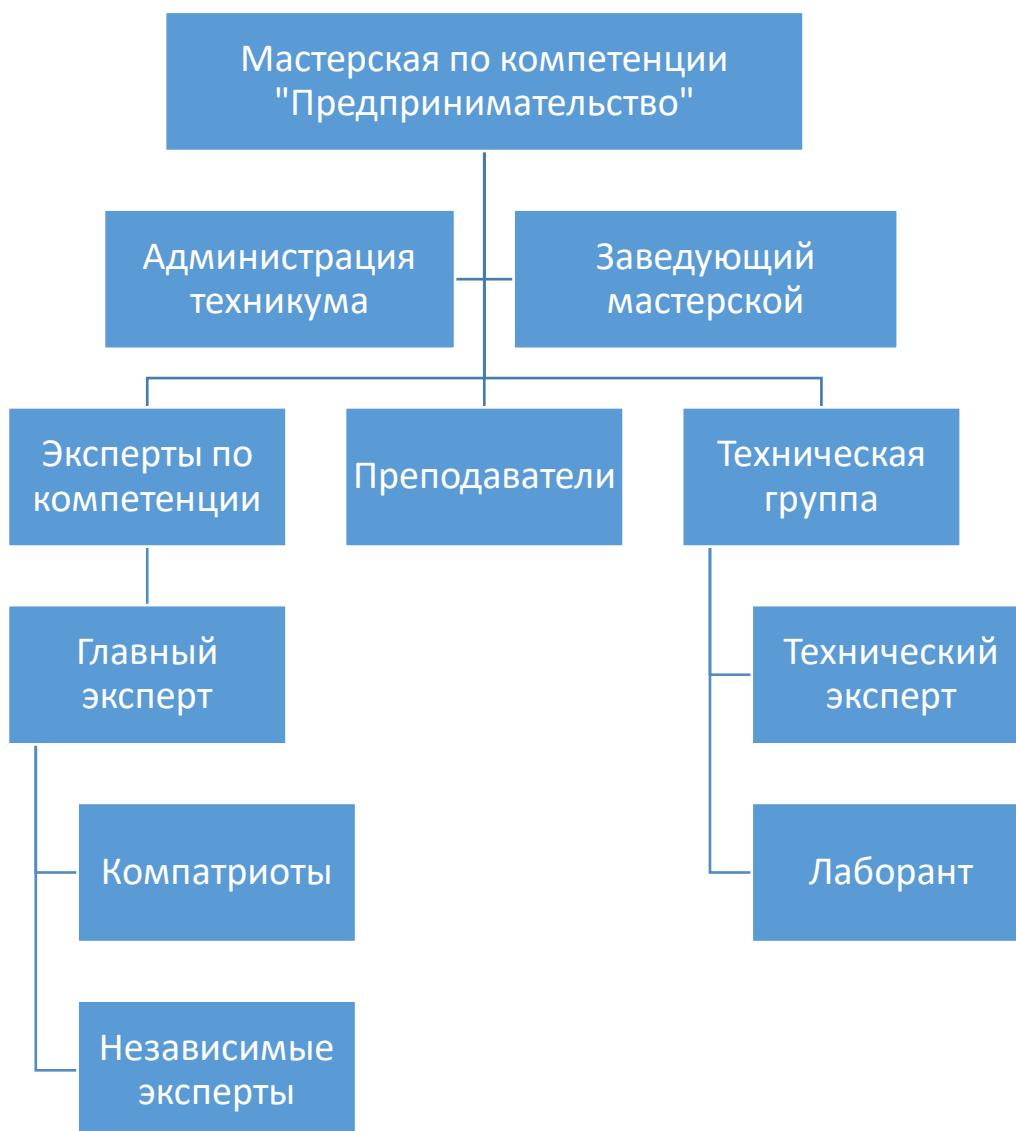 Мастерская по компетенции
"Предпринимательство"
Администрация
техникума
Заведующий
мастерской
Эксперты по
компетенции
Преподаватели
Техническая
группа
Главный
эксперт
Технический
эксперт
Компатриоты
Лаборант
Независимые
эксперты